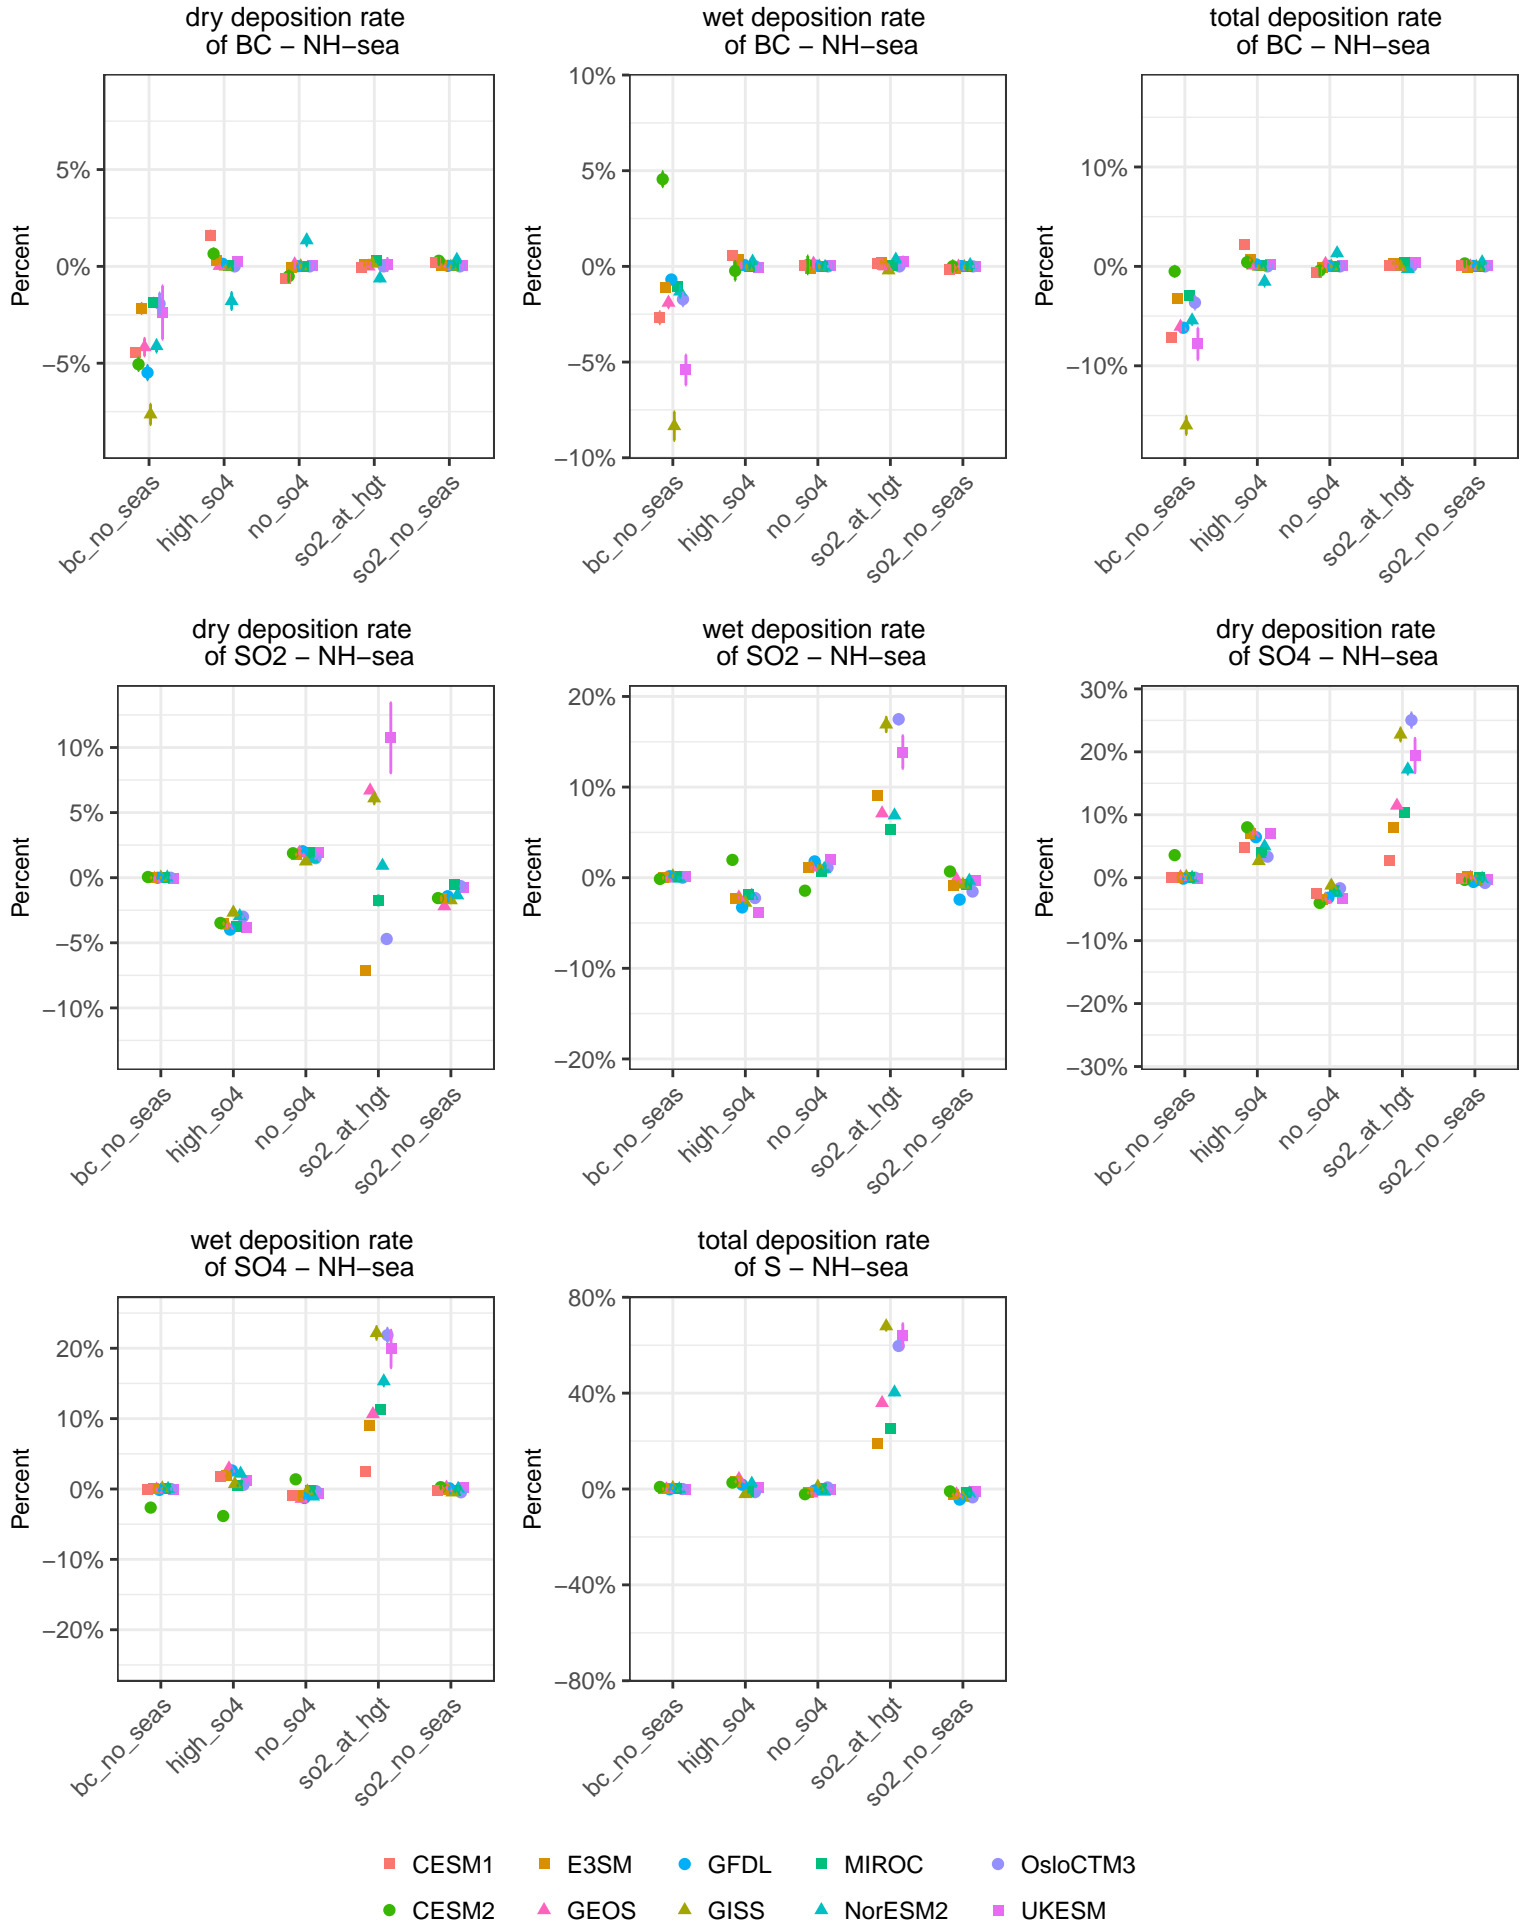 dry deposition rate
of BC − NH−sea
Percent
5%
0%
−5%
bc_no_seas
high_so4
no_so4
so2_at_hgt
so2_no_seas
wet deposition rate
of BC − NH−sea
Percent
10%
5%
0%
−5%
−10%
bc_no_seas
high_so4
no_so4
so2_at_hgt
so2_no_seas
total deposition rate
of BC − NH−sea
Percent
10%
0%
−10%
bc_no_seas
high_so4
no_so4
so2_at_hgt
so2_no_seas
dry deposition rate
of SO2 − NH−sea
Percent
10%
5%
0%
−5%
−10%
bc_no_seas
high_so4
no_so4
so2_at_hgt
so2_no_seas
wet deposition rate
of SO2 − NH−sea
Percent
20%
10%
0%
−10%
−20%
bc_no_seas
high_so4
no_so4
so2_at_hgt
so2_no_seas
dry deposition rate
of SO4 − NH−sea
Percent
30%
20%
10%
0%
−10%
−20%
−30%
bc_no_seas
high_so4
no_so4
so2_at_hgt
so2_no_seas
wet deposition rate
of SO4 − NH−sea
Percent
20%
10%
0%
−10%
−20%
bc_no_seas
high_so4
no_so4
so2_at_hgt
so2_no_seas
total deposition rate
of S − NH−sea
Percent
80%
40%
0%
−40%
−80%
bc_no_seas
high_so4
no_so4
so2_at_hgt
so2_no_seas
CESM1 E3SM GFDL MIROC OsloCTM3
CESM2 GEOS GISS NorESM2 UKESM